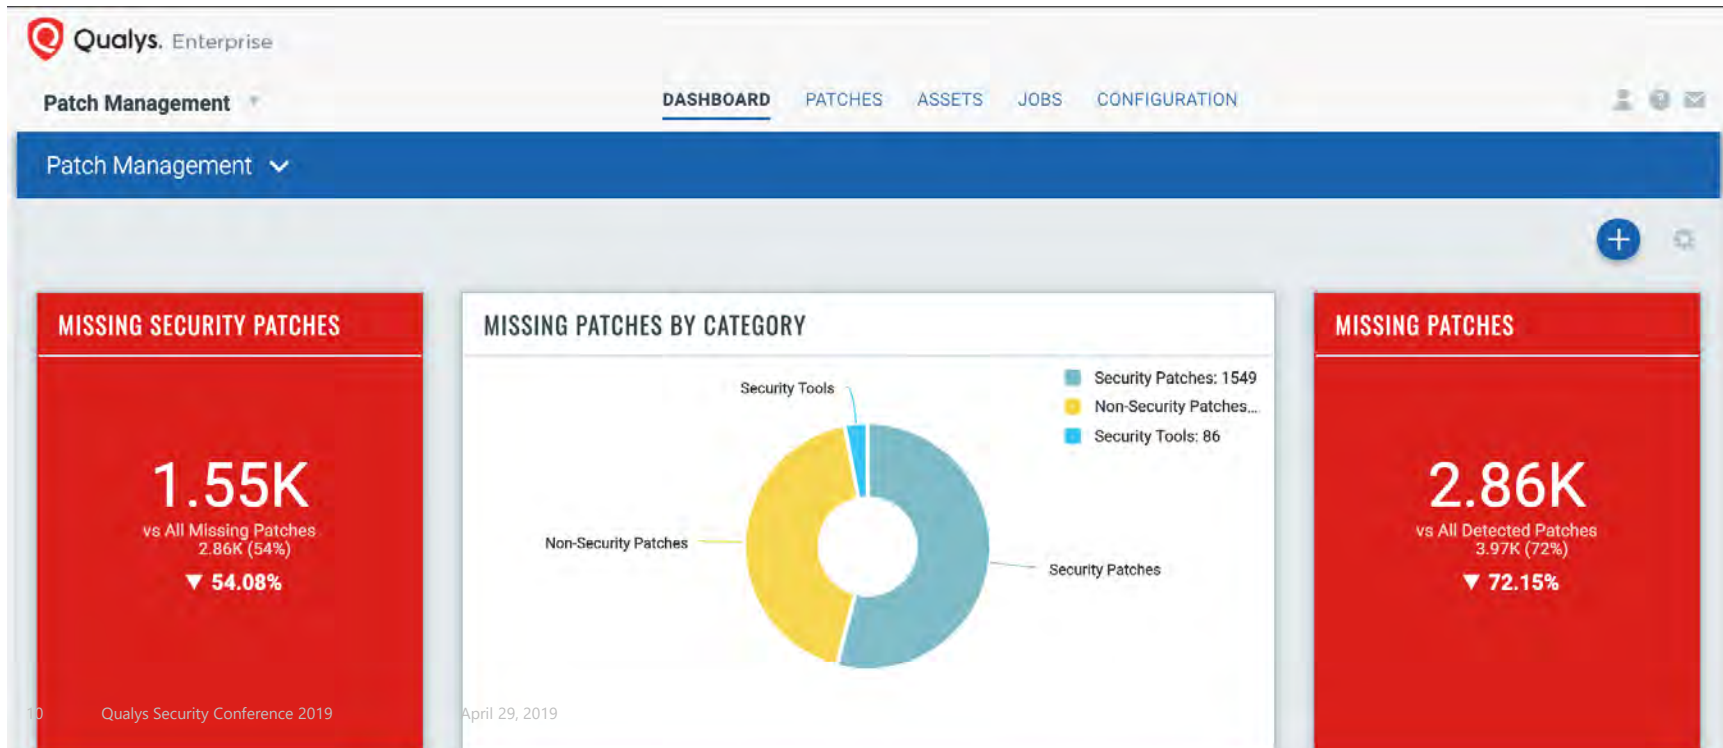 Qualys. Enterprise
Patch Management
DASHBOARD PATCHES ASSETS JOBS CONFIGURATION
Patch Management
MISSING SECURITY PATCHES
1.55K
vs All Missing Patches
2.86K (54%)
▼ 54.08%
MISSING PATCHES BY CATEGORY
Security Patches: 1549
Non-Security Patches...
Security Tools: 86
Security Tools
Non-Security Patches
Security Patches
MISSING PATCHES
2.86K
vs All Detected Patches
3.97K (72%)
▼ 72.15%
10 Qualys Security Conference 2019 April 29, 2019